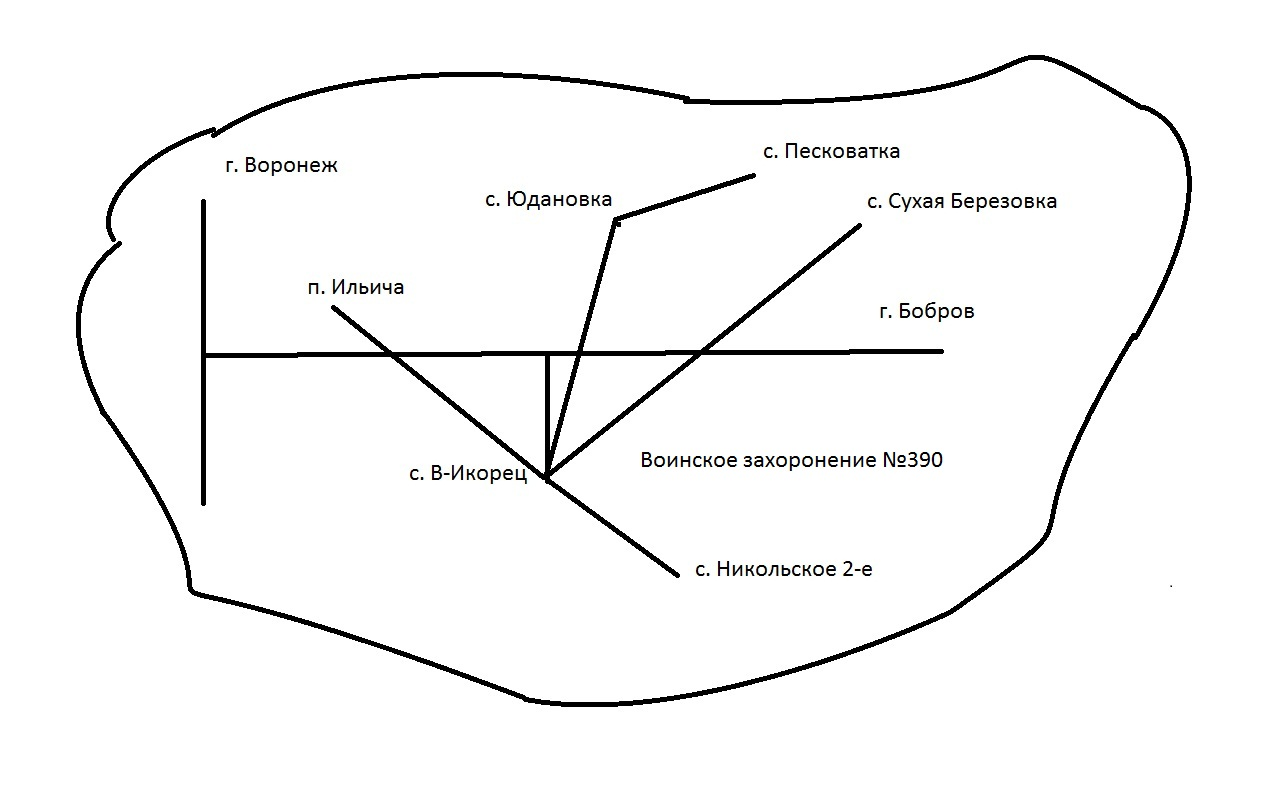 с. Песковатка
г. Воронеж
с. Юдановка
с. Сухая Березовка
п. Ильича
г. Бобров
Воинское захоронение №390
с. В-Икорец
с. Никольское 2-е